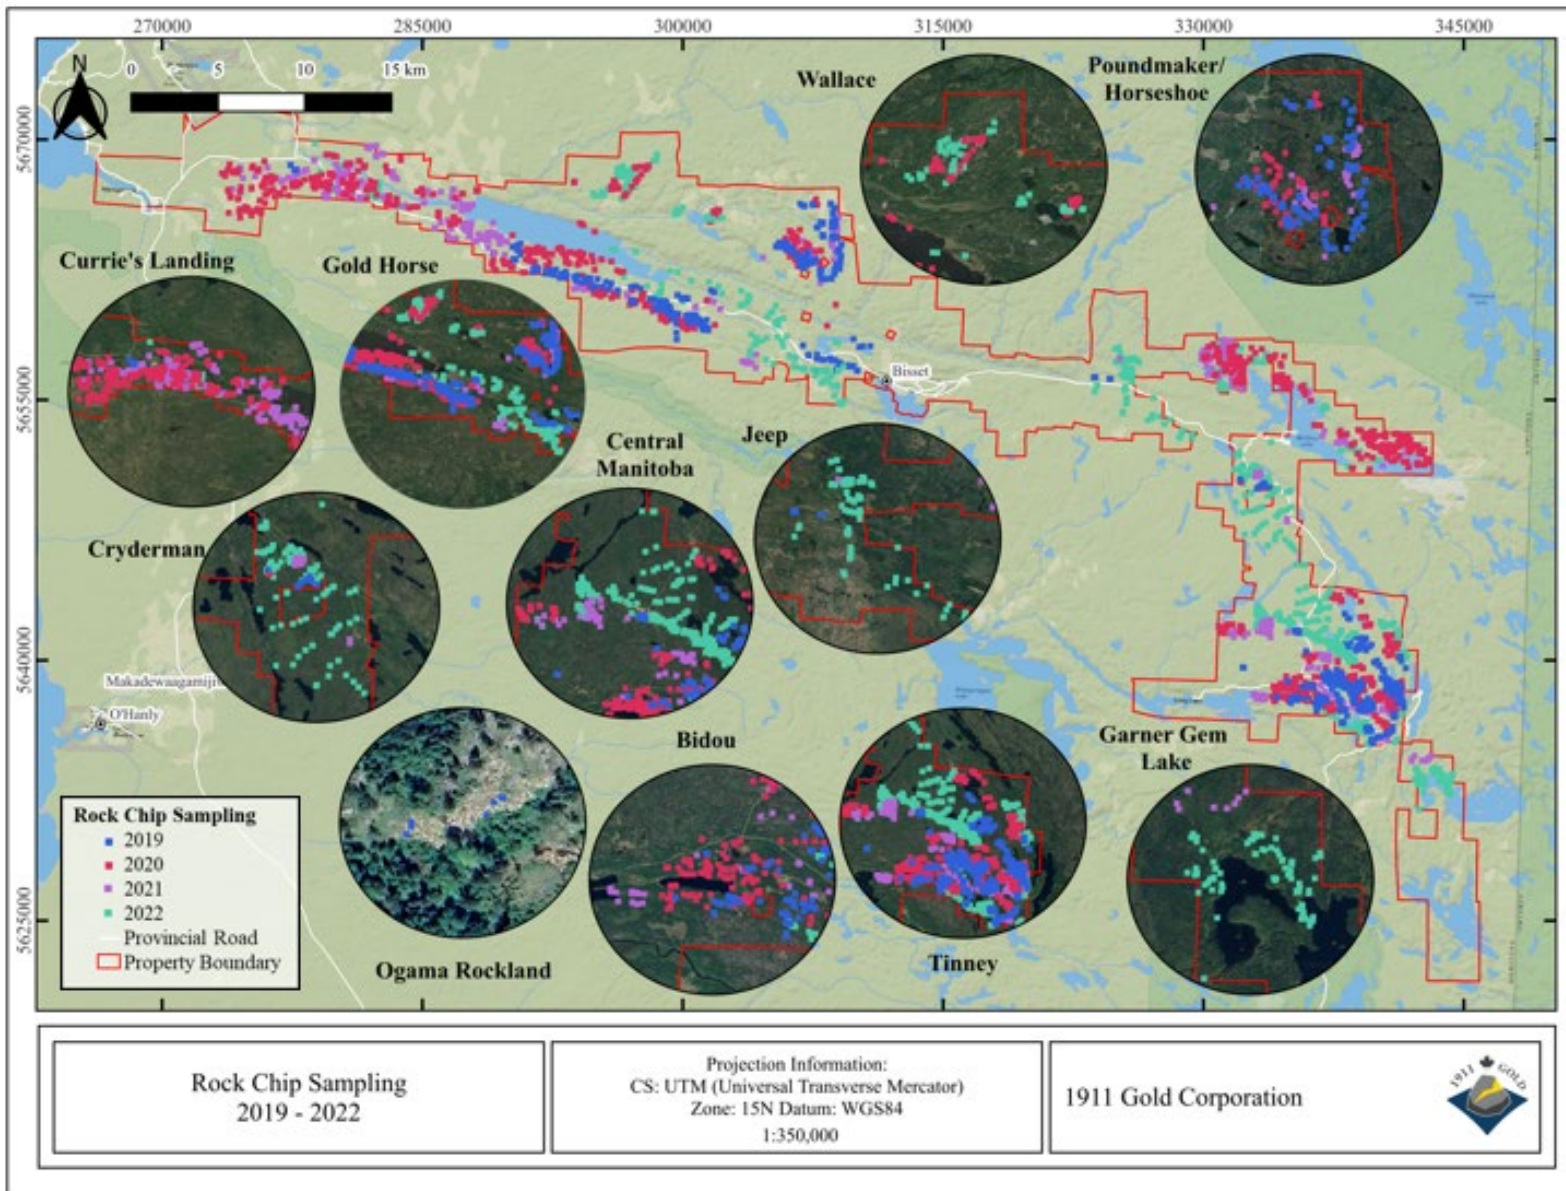 270000
285000
300000
315000
330000
345000
N
0
5
10
15 km
5670000
5655000
5640000
5625000
Wallace
Poundmaker/
Horseshoe
Currie's Landing
Gold Horse
Bisset
Central
Manitoba
Jeep
Cryderman
O'Hanly
Bidou
Garner Gem
Lake
Ogama Rockland
Tinney
Rock Chip Sampling
2019
2020
2021
2022
Provincial Road
Property Boundary
Rock Chip Sampling
2019 - 2022
Projection Information:
CS: UTM (Universal Transverse Mercator)
Zone: 15N Datum: WGS84
1:350,000
1911 Gold Corporation
1911 GOLD